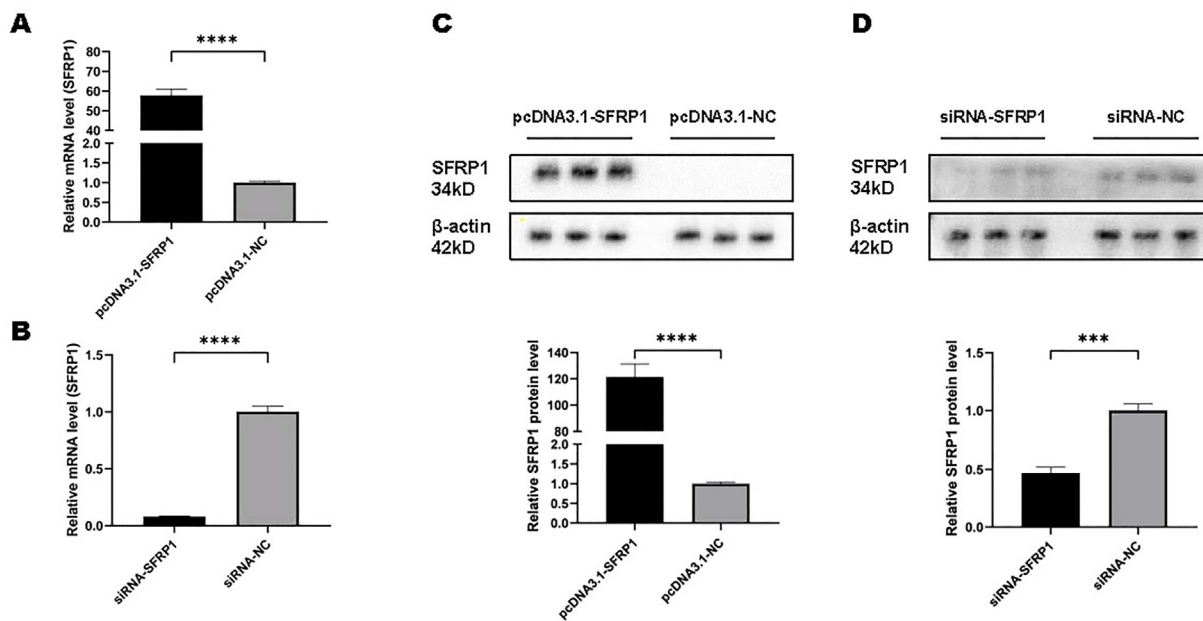 A
Relative mRNA level (SFRP1)
****
80
70
60
50
40
2.0
1.5
1.0
0.5
0.0
pcDNA3.1-SFRP1
pcDNA3.1-NC
B
Relative mRNA level (SFRP1)
****
1.5
1.0
0.5
0.0
siRNA-SFRP1
siRNA-NC
C
pcDNA3.1-SFRP1 pcDNA3.1-NC
SFRP1
34kD
β-actin
42kD
Relative SFRP1 protein level
****
140
120
100
80
2.0
1.5
1.0
0.5
0.0
pcDNA3.1-SFRP1
pcDNA3.1-NC
D
siRNA-SFRP1 siRNA-NC
SFRP1
34kD
β-actin
42kD
Relative SFRP1 protein level
***
1.5
1.0
0.5
0.0
siRNA-SFRP1
siRNA-NC